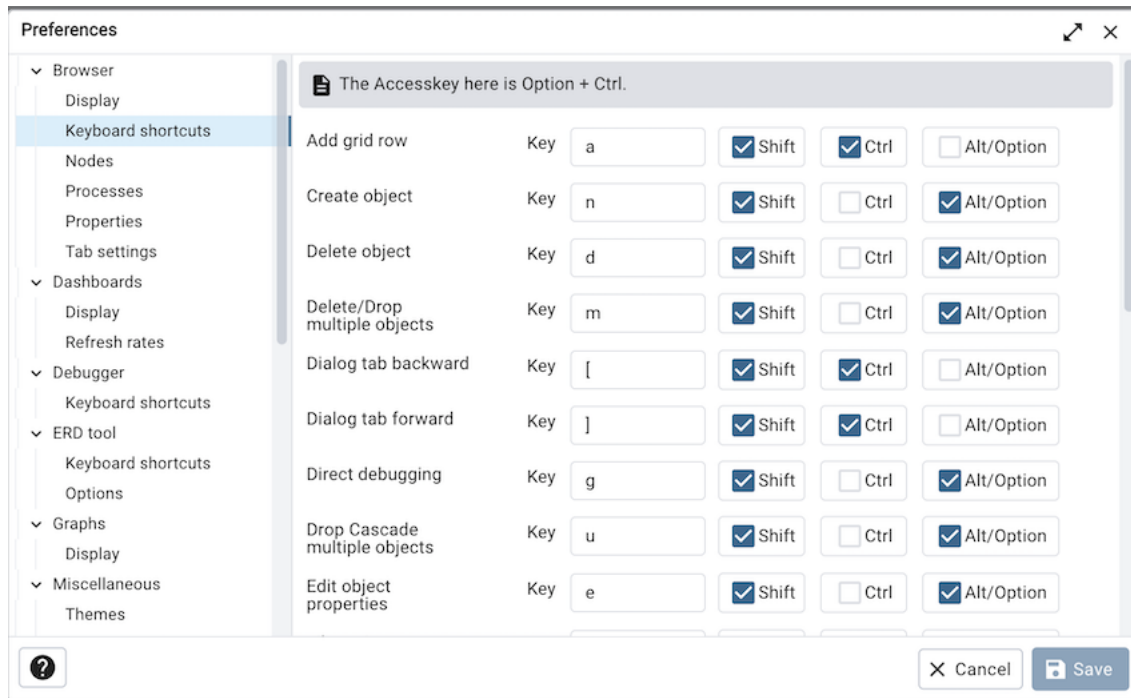 Preferences
Browser
Display
Keyboard shortcuts
Nodes
Processes
Properties
Tab settings
Dashboards
Display
Refresh rates
Debugger
Keyboard shortcuts
ERD tool
Keyboard shortcuts
Options
Graphs
Display
Miscellaneous
Themes
The Accesskey here is Option + Ctrl.
Add grid row Key a Shift Ctrl Alt/Option
Create object Key n Shift Ctrl Alt/Option
Delete object Key d Shift Ctrl Alt/Option
Delete/Drop
multiple objects Key m Shift Ctrl Alt/Option
Dialog tab backward Key [ Shift Ctrl Alt/Option
Dialog tab forward Key ] Shift Ctrl Alt/Option
Direct debugging Key g Shift Ctrl Alt/Option
Drop Cascade
multiple objects Key u Shift Ctrl Alt/Option
Edit object
properties Key e Shift Ctrl Alt/Option
? Cancel Save